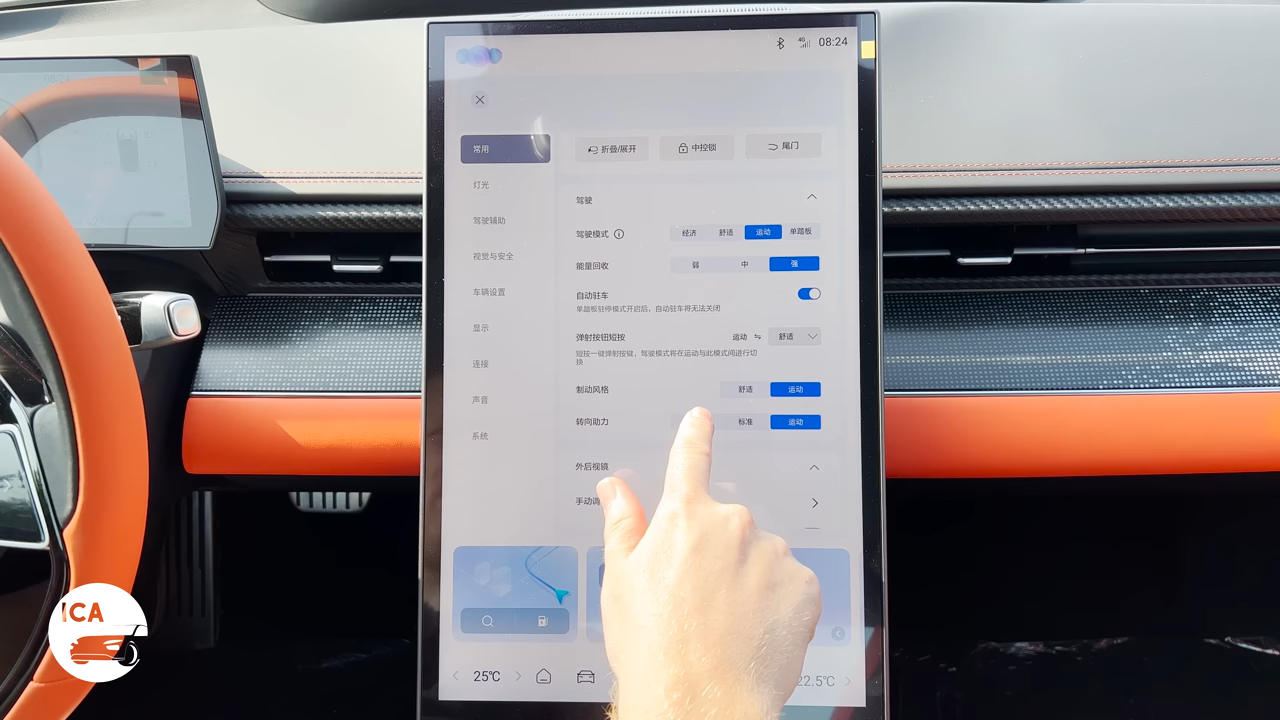 4G 08:24
常用
折叠/展开 中控锁 尾门
灯光
驾驶
驾驶辅助
驾驶模式 经济 舒适 运动 单踏板
视觉与安全
能量回收 弱 中 强
车辆设置
自动驻车
单踏板驻停模式开启后，自动驻车将无法关闭
显示
弹射按钮短按 运动 舒适
短按一键弹射按键，驾驶模式将在运动与此模式间进行切
换
连接
制动风格 舒适 运动
声音
转向助力 标准 运动
系统
外后视镜
手动调
25°C
22.5°C
ICA